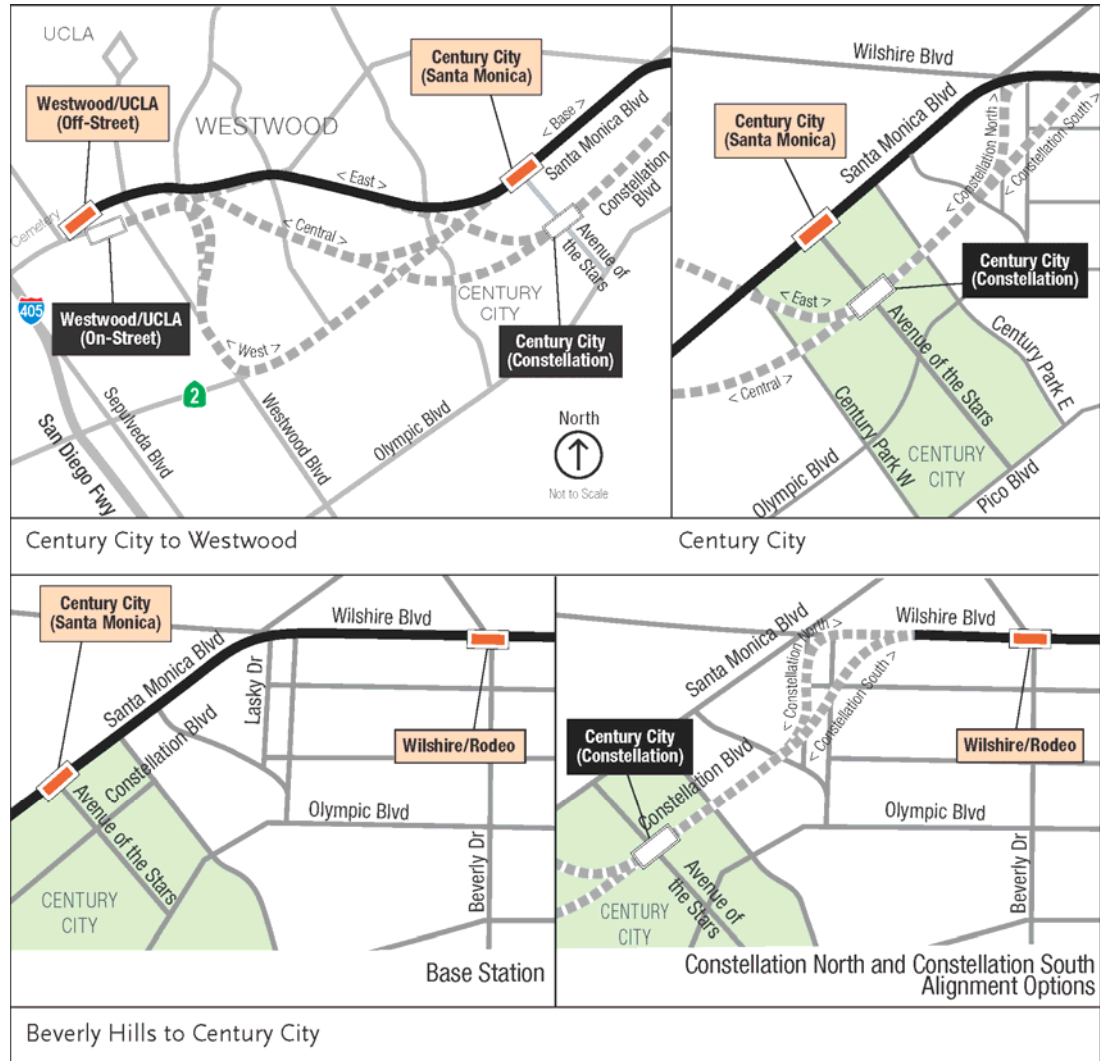 UCLA
Westwood/UCLA
(Off-Street)
WESTWOOD
Century City
(Santa Monica)
< Base >
Santa Monica Blvd
< East >
Constellation
Blvd
Cemetery
< Central >
Avenue of
the Stars
CENTURY
CITY
405
Westwood/UCLA
(On-Street)
Century City
(Constellation)
< West >
2
San Diego Fwy
Sepulveda Blvd
Westwood Blvd
Olympic Blvd
North
Not to Scale
Century City to Westwood
Wilshire Blvd
Century City
(Santa Monica)
Santa Monica Blvd
< Constellation North >
< Constellation South >
Century City
(Constellation)
< East >
< Central >
Avenue of the Stars
Century Park E
Century Park W
CENTURY
CITY
Olympic Blvd
Pico Blvd
Century City
Century City
(Santa Monica)
Wilshire Blvd
Santa Monica Blvd
Lasky Dr
Constellation Blvd
Wilshire/Rodeo
Avenue of the Stars
Olympic Blvd
CENTURY
CITY
Beverly Dr
Base Station
Santa Monica Blvd
Wilshire Blvd
< Constellation North >
< Constellation South >
Century City
(Constellation)
Constellation Blvd
Wilshire/Rodeo
Olympic Blvd
Avenue of
the Stars
CENTURY
CITY
Beverly Dr
Constellation North and Constellation South
Alignment Options
Beverly Hills to Century City